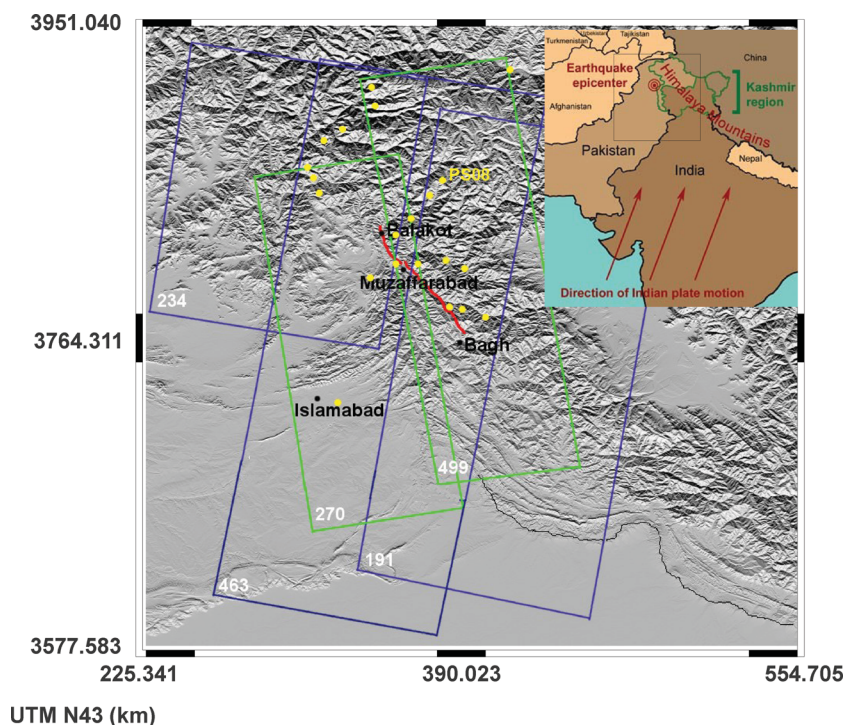 3951.040
Uzbekistan
Tajikistan
Turkmenistan
China
Earthquake
epicenter
Kashmir
region
Himalaya Mountains
Afghanistan
Pakistan
Nepal
India
Direction of Indian plate motion
PS08
Balakot
Muzaffarabad
234
3764.311
Bagh
Islamabad
499
270
191
463
3577.583
225.341
390.023
554.705
UTM N43 (km)